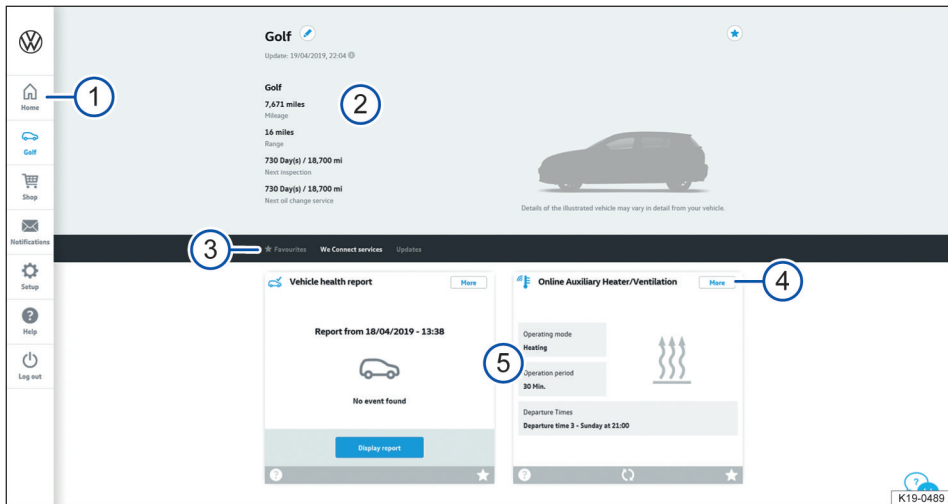 Home
Golf
Shop
Notifications
Setup
Help
Log out
1
Golf
Update: 19/04/2019, 22:04
Golf
7,671 miles
Mileage
16 miles
Range
730 Day(s) / 18,700 mi
Next inspection
730 Day(s) / 18,700 mi
Next oil change service
2
Details of the illustrated vehicle may vary in detail from your vehicle.
3
Favourites We Connect services Updates
Vehicle health report More
Report from 18/04/2019 - 13:38
No event found
Display report
?
Online Auxiliary Heater/Ventilation More
4
Operating mode
Heating
5
Operation period
30 Min.
Departure Times
Departure time 3 - Sunday at 21:00
?
?
K19-0489